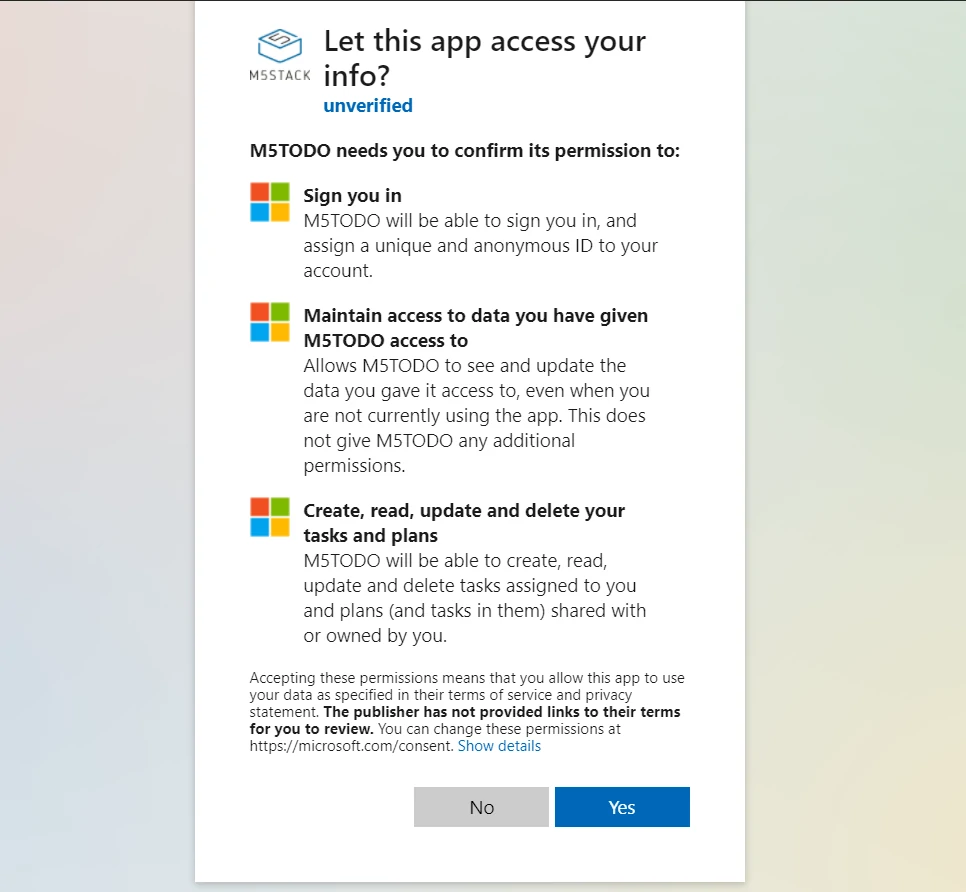 M5STACK
Let this app access your
info?
unverified
M5TODO needs you to confirm its permission to:
Sign you in
M5TODO will be able to sign you in, and
assign a unique and anonymous ID to your
account.
Maintain access to data you have given
M5TODO access to
Allows M5TODO to see and update the
data you gave it access to, even when you
are not currently using the app. This does
not give M5TODO any additional
permissions.
Create, read, update and delete your
tasks and plans
M5TODO will be able to create, read,
update and delete tasks assigned to you
and plans (and tasks in them) shared with
or owned by you.
Accepting these permissions means that you allow this app to use
your data as specified in their terms of service and privacy
statement. The publisher has not provided links to their terms
for you to review. You can change these permissions at
https://microsoft.com/consent. Show details
No
Yes